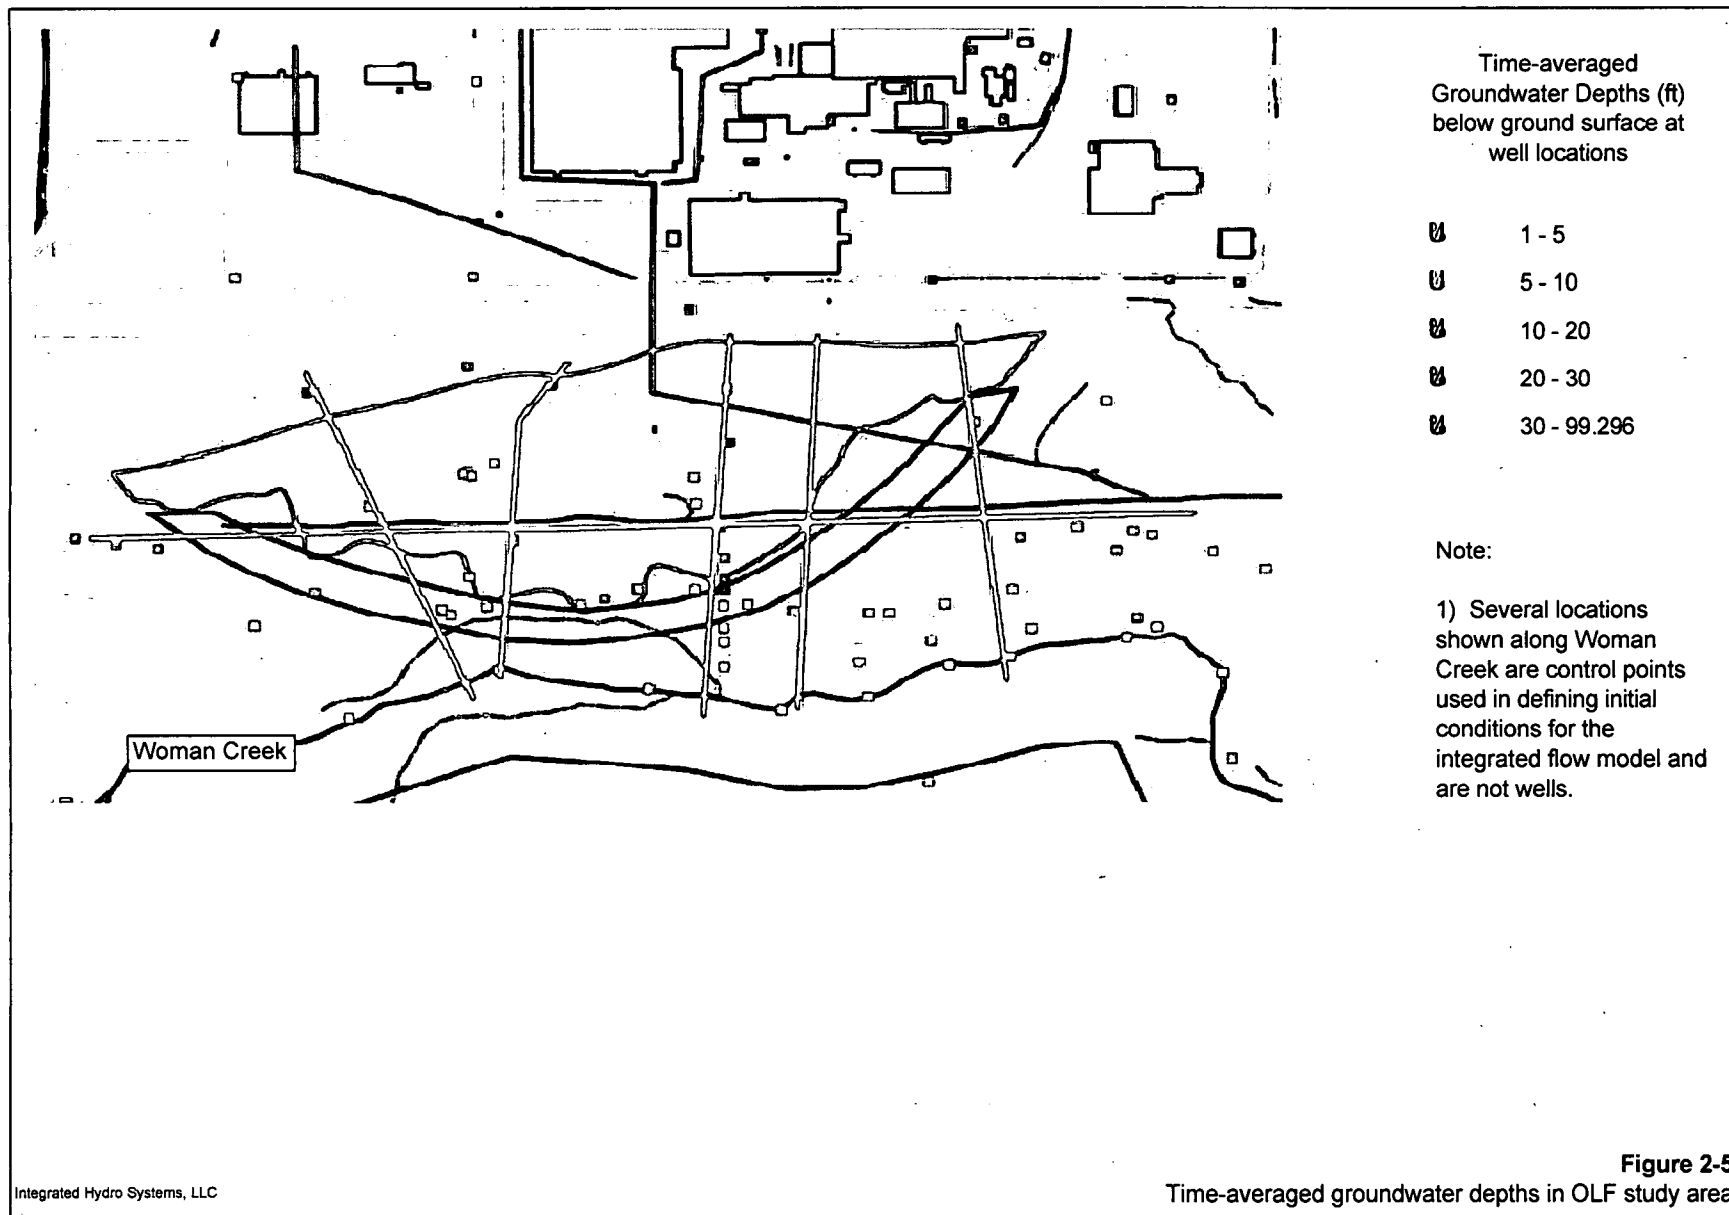 Time-averaged
Groundwater Depths (ft)
below ground surface at
well locations
1 - 5
5 - 10
10 - 20
20 - 30
30 - 99.296
Note:
1) Several locations
shown along Woman
Creek are control points
used in defining initial
conditions for the
integrated flow model and
are not wells.
Woman Creek
Figure 2-5
Integrated Hydro Systems, LLC
Time-averaged groundwater depths in OLF study area